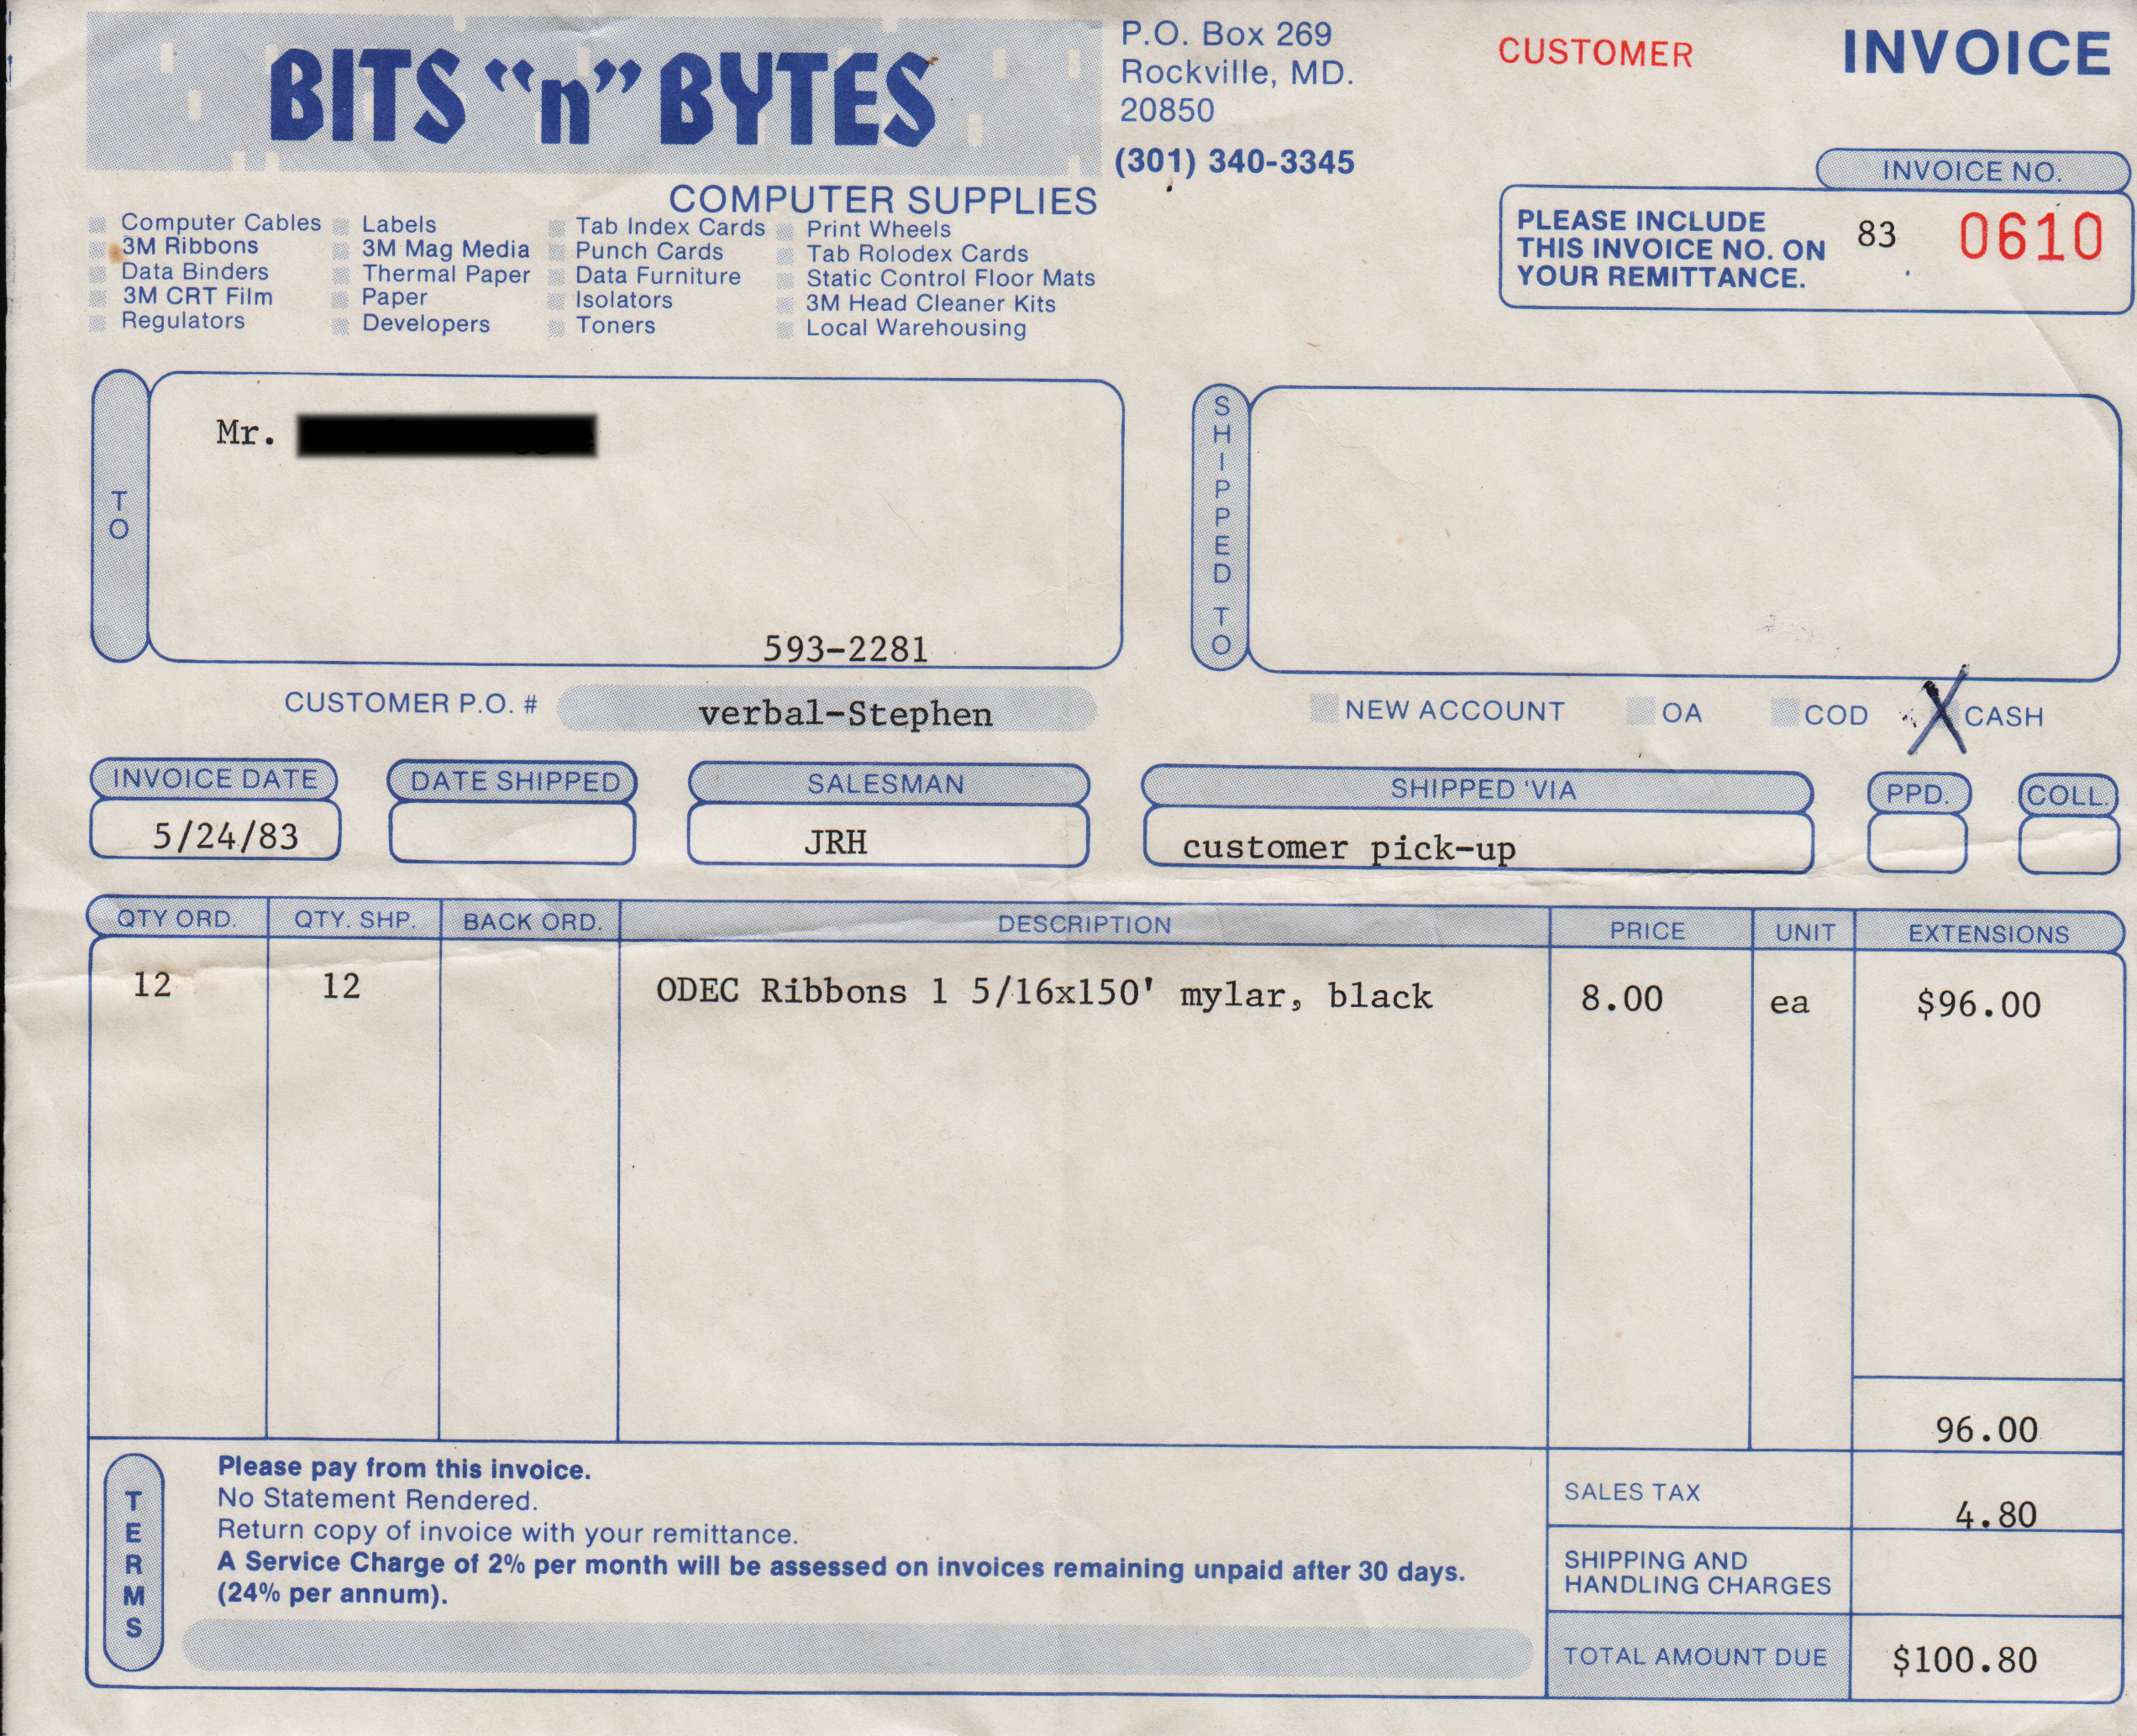 BITS “n” BYTES
P.O. Box 269
Rockville, MD.
20850
(301) 340-3345
CUSTOMER
INVOICE
COMPUTER SUPPLIES
Computer Cables
3M Ribbons
Data Binders
3M CRT Film
Regulators
Labels
3M Mag Media
Thermal Paper
Paper
Developers
Tab Index Cards
Punch Cards
Data Furniture
Isolators
Toners
Print Wheels
Tab Rolodex Cards
Static Control Floor Mats
3M Head Cleaner Kits
Local Warehousing
INVOICE NO.
PLEASE INCLUDE
THIS INVOICE NO. ON
YOUR REMITTANCE.
83 0610
TO
Mr.
593-2281
SHIPPED TO
CUSTOMER P.O. # verbal-Stephen
NEW ACCOUNT OA COD X CASH
INVOICE DATE DATE SHIPPED SALESMAN SHIPPED 'VIA PPD. COLL.
5/24/83 JRH customer pick-up
QTY ORD. QTY. SHP. BACK ORD. DESCRIPTION PRICE UNIT EXTENSIONS
12 12 ODEC Ribbons 1 5/16x150' mylar, black 8.00 ea $96.00
96.00
TERMS
Please pay from this invoice.
No Statement Rendered.
Return copy of invoice with your remittance.
A Service Charge of 2% per month will be assessed on invoices remaining unpaid after 30 days.
(24% per annum).
SALES TAX 4.80
SHIPPING AND
HANDLING CHARGES
TOTAL AMOUNT DUE $100.80